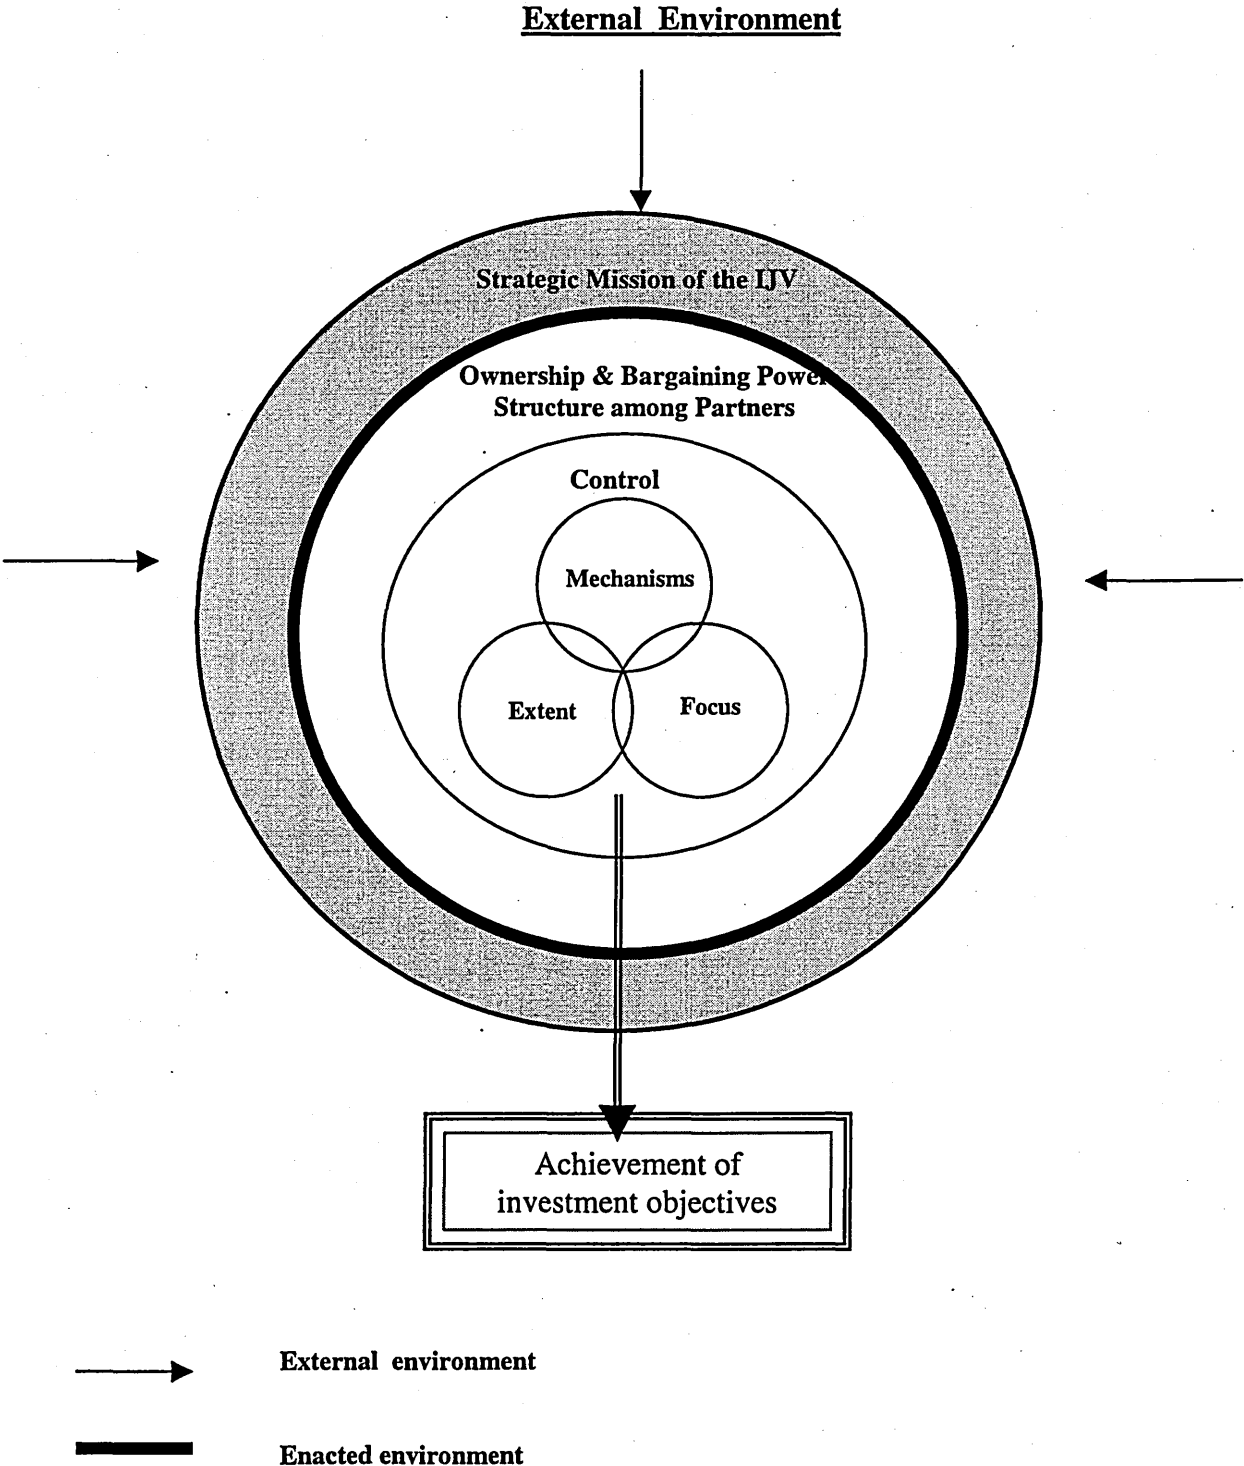 External Environment
Strategic Mission of the IJV
Ownership & Bargaining Power
Structure among Partners
Control
Mechanisms
Extent
Focus
Achievement of
investment objectives
External environment
Enacted environment